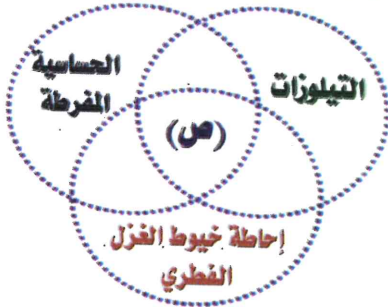 الحساسية
المفرطة
التيلوزات
(ص)
إحاطة خيوط الغزل
الفطري